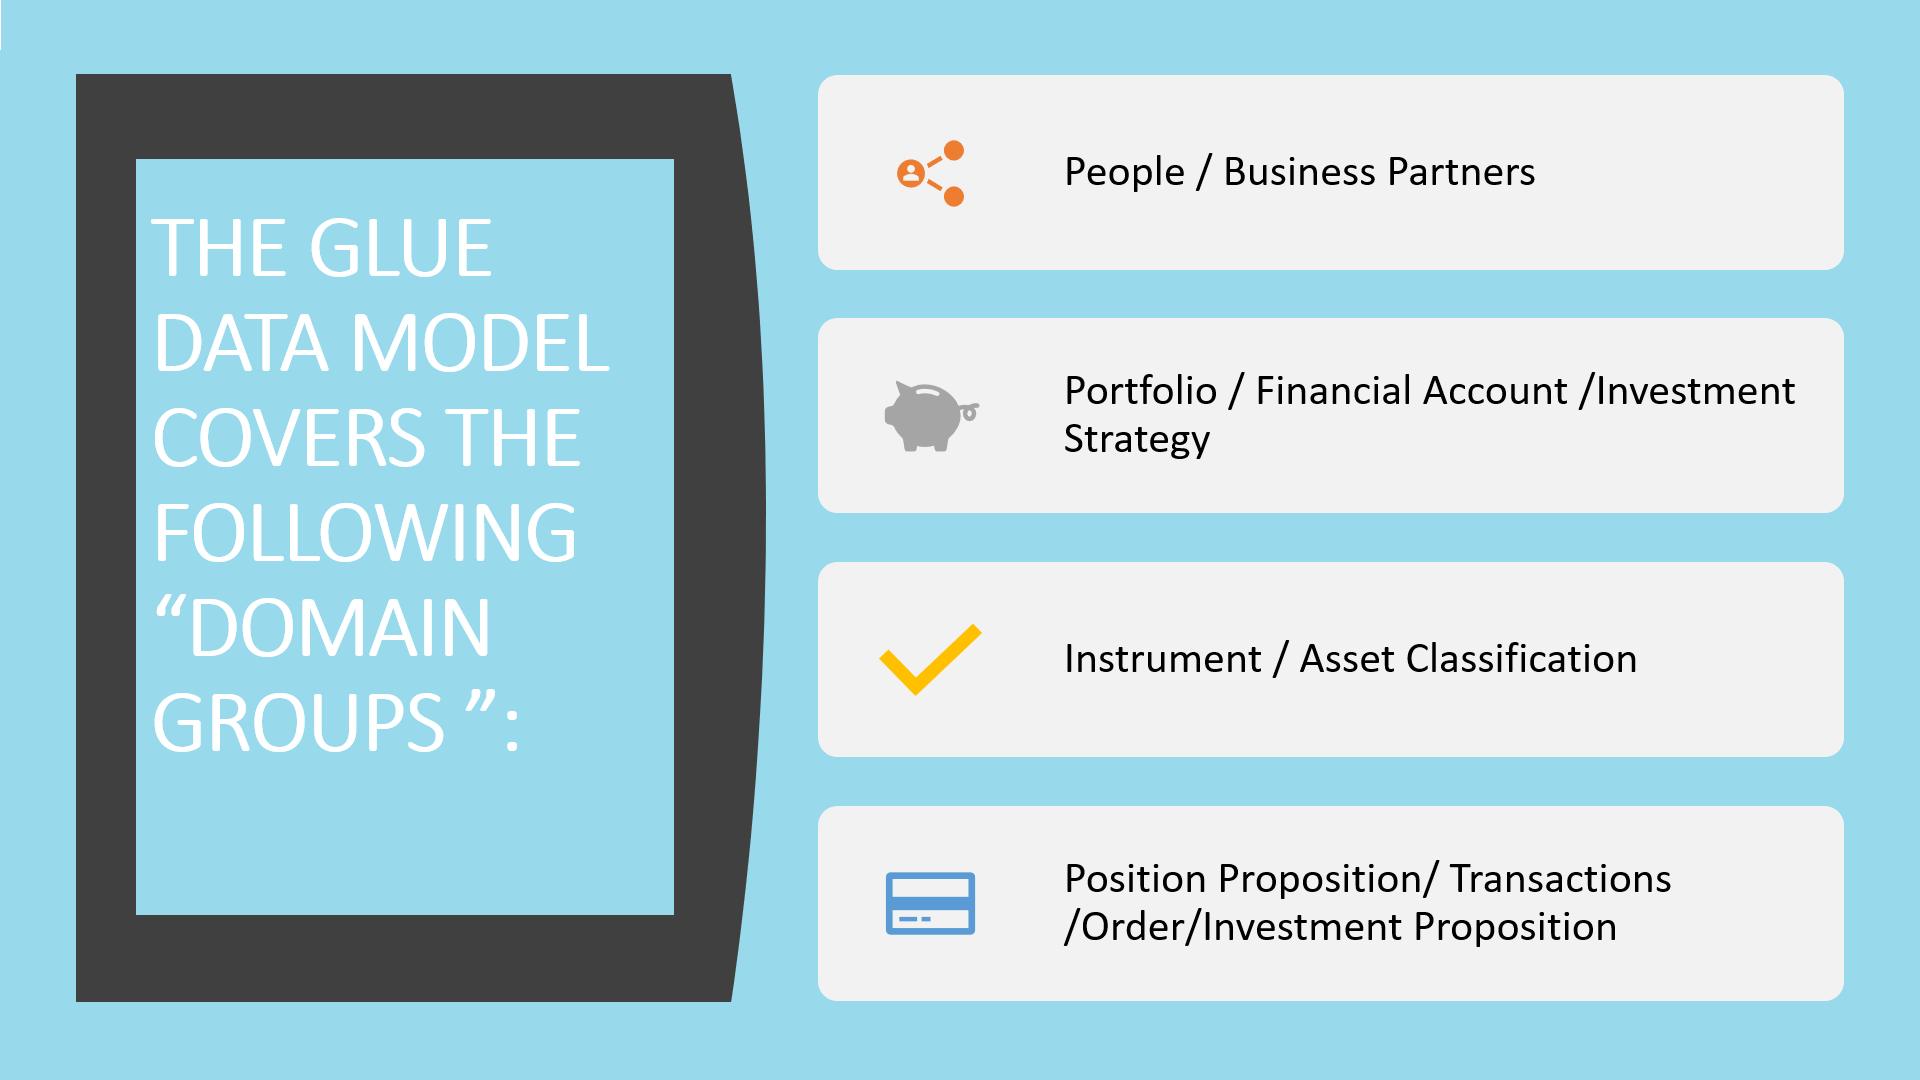 THE GLUE
DATA MODEL
COVERS THE
FOLLOWING
“DOMAIN
GROUPS ”:
People / Business Partners
Portfolio / Financial Account /Investment
Strategy
Instrument / Asset Classification
Position Proposition/ Transactions
/Order/Investment Proposition